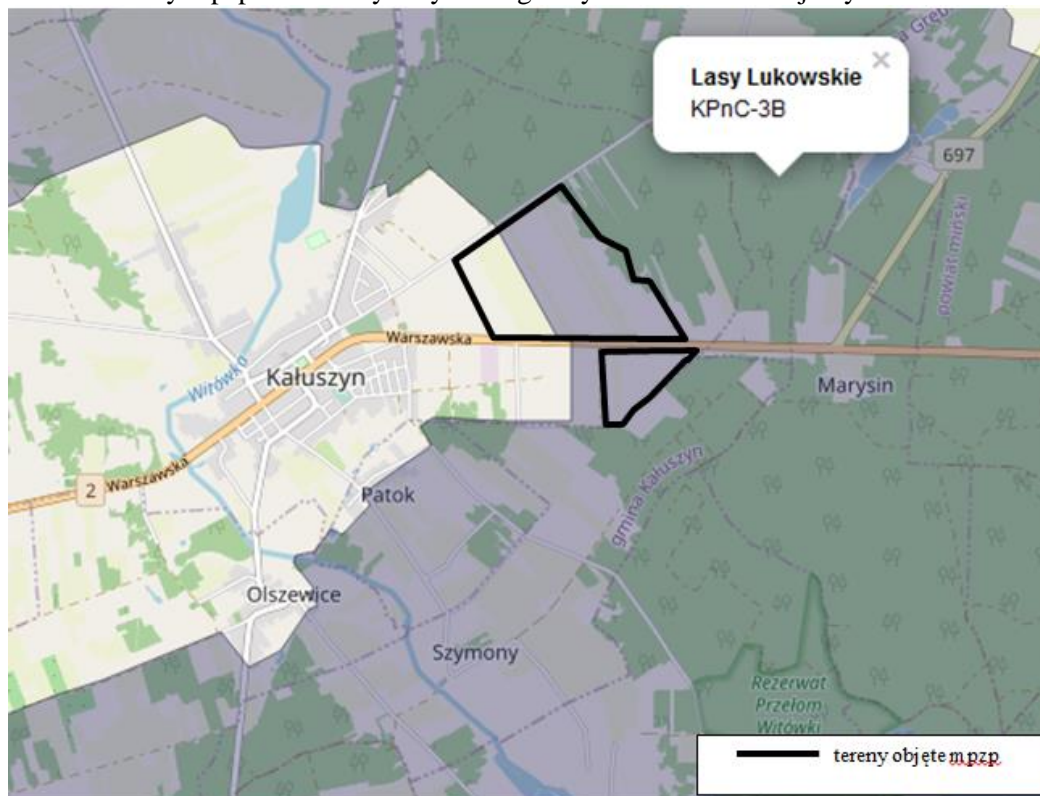 Lasy Lukowskie
KPnC-3B
×
697
powiat miński
Warszawska
Kałuszyn
Wirówko
Marysin
2
Warszawska
Patok
gmina Kałuszyn
Olszewice
Szymony
Rezerwat
Przełom
Witówki
tereny objęte mpzp